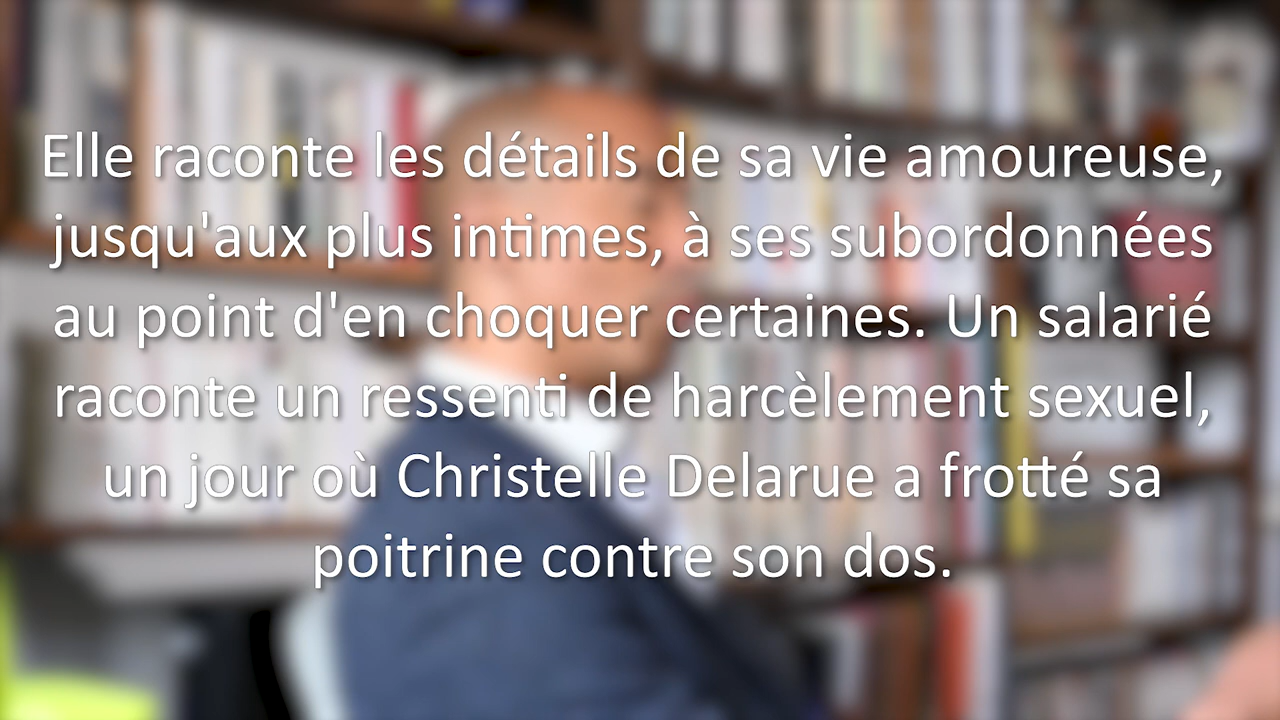 Elle raconte les détails de sa vie amoureuse,
jusqu'aux plus intimes, à ses subordonnées
au point d'en choquer certaines. Un salarié
raconte un ressenti de harcèlement sexuel,
un jour où Christelle Delarue a frotté sa
poitrine contre son dos.